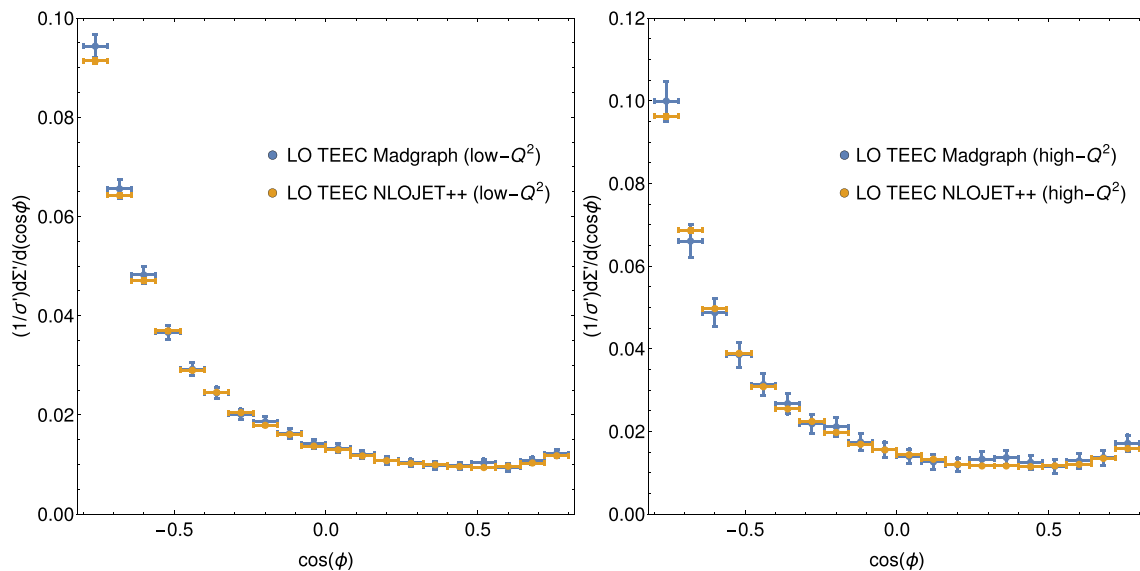 0.10
0.08
0.06
0.04
0.02
0.00
(1/σ')dΣ'/d(cosϕ)
LO TEEC Madgraph (low−Q²)
LO TEEC NLOJET++ (low−Q²)
−0.5
0.0
0.5
cos(ϕ)
0.12
0.10
0.08
0.06
0.04
0.02
0.00
(1/σ')dΣ'/d(cosϕ)
LO TEEC Madgraph (high−Q²)
LO TEEC NLOJET++ (high−Q²)
−0.5
0.0
0.5
cos(ϕ)